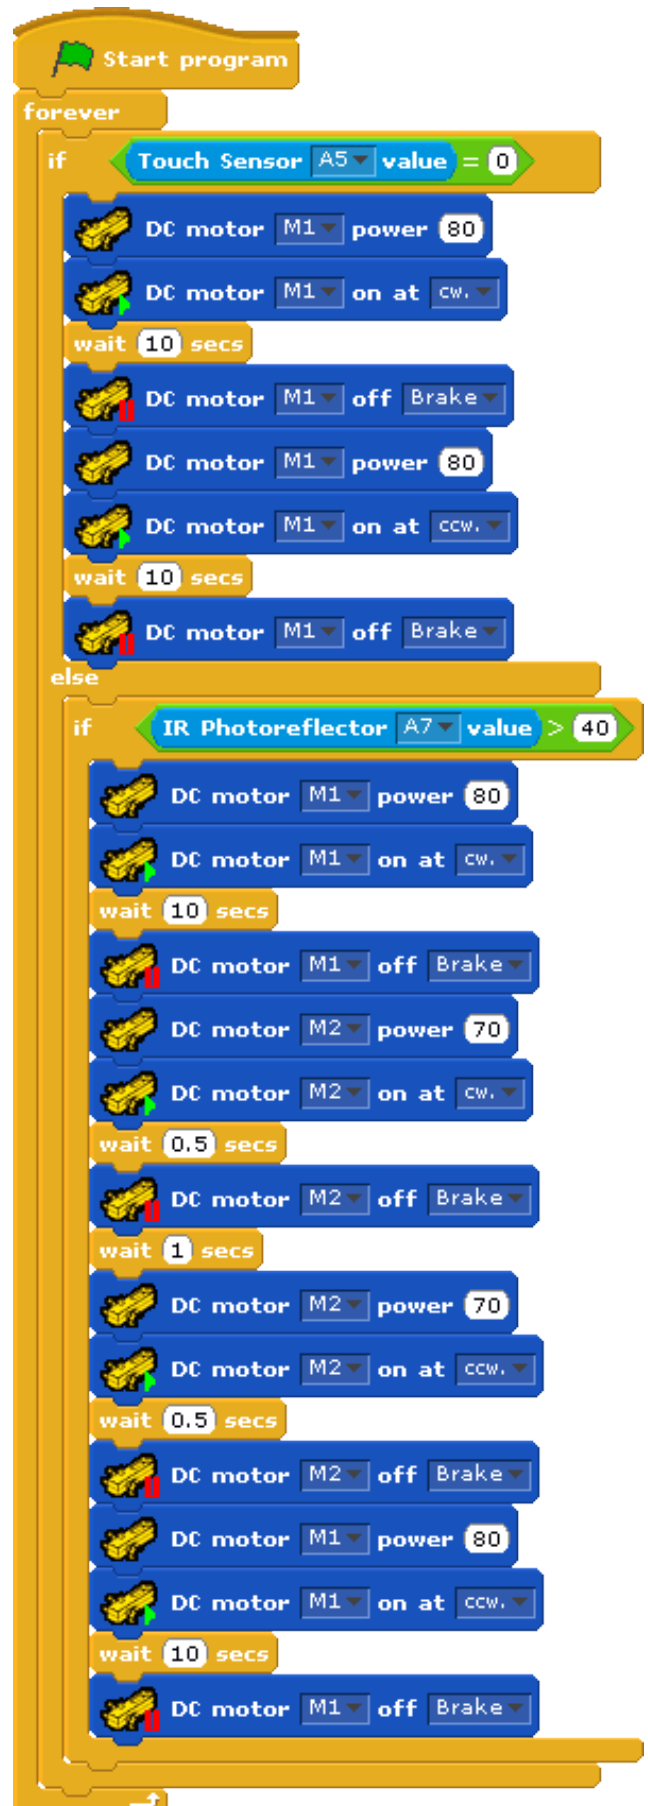 Start program
forever
if Touch Sensor A5 value = 0
DC motor M1 power 80
DC motor M1 on at cw.
wait 10 secs
DC motor M1 off Brake
DC motor M1 power 80
DC motor M1 on at ccw.
wait 10 secs
DC motor M1 off Brake
else
if IR Photoreflector A7 value > 40
DC motor M1 power 80
DC motor M1 on at cw.
wait 10 secs
DC motor M1 off Brake
DC motor M2 power 70
DC motor M2 on at cw.
wait 0.5 secs
DC motor M2 off Brake
wait 1 secs
DC motor M2 power 70
DC motor M2 on at ccw.
wait 0.5 secs
DC motor M2 off Brake
DC motor M1 power 80
DC motor M1 on at ccw.
wait 10 secs
DC motor M1 off Brake